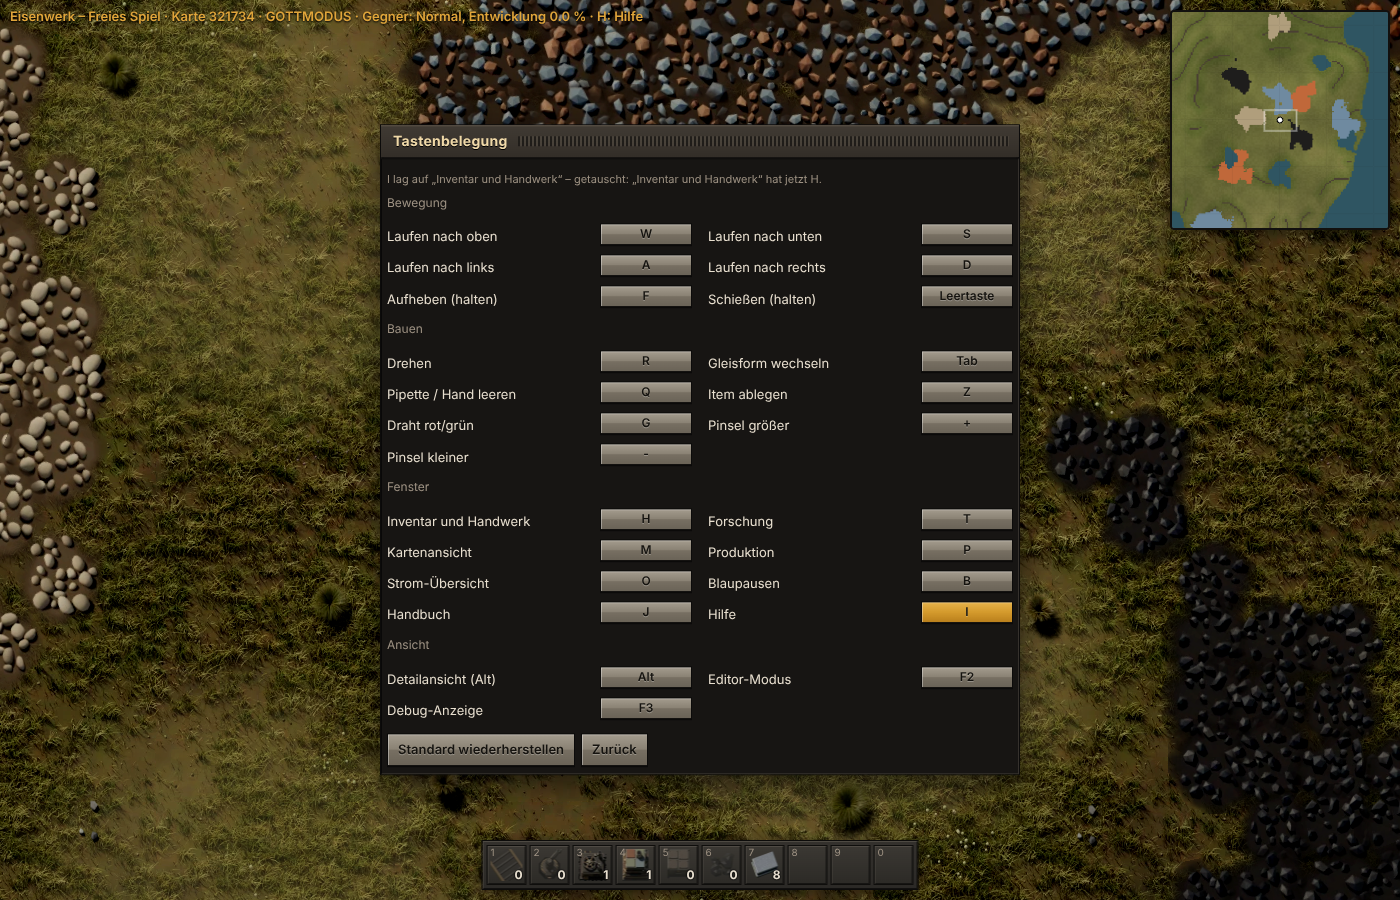 Eisenwerk – Freies Spiel · Karte 321734 · GOTTMODUS · Gegner: Normal, Entwicklung 0.0 % · H: Hilfe
Tastenbelegung
I lag auf „Inventar und Handwerk“ – getauscht: „Inventar und Handwerk“ hat jetzt H.
Bewegung
Laufen nach oben W Laufen nach unten S
Laufen nach links A Laufen nach rechts D
Aufheben (halten) F Schießen (halten) Leertaste
Bauen
Drehen R Gleisform wechseln Tab
Pipette / Hand leeren Q Item ablegen Z
Draht rot/grün G Pinsel größer +
Pinsel kleiner -
Fenster
Inventar und Handwerk H Forschung T
Kartenansicht M Produktion P
Strom-Übersicht O Blaupausen B
Handbuch J Hilfe I
Ansicht
Detailansicht (Alt) Alt Editor-Modus F2
Debug-Anzeige F3
Standard wiederherstellen Zurück
1 2 3 4 5 6 7 8 9 0
0 0 1 1 0 0 8